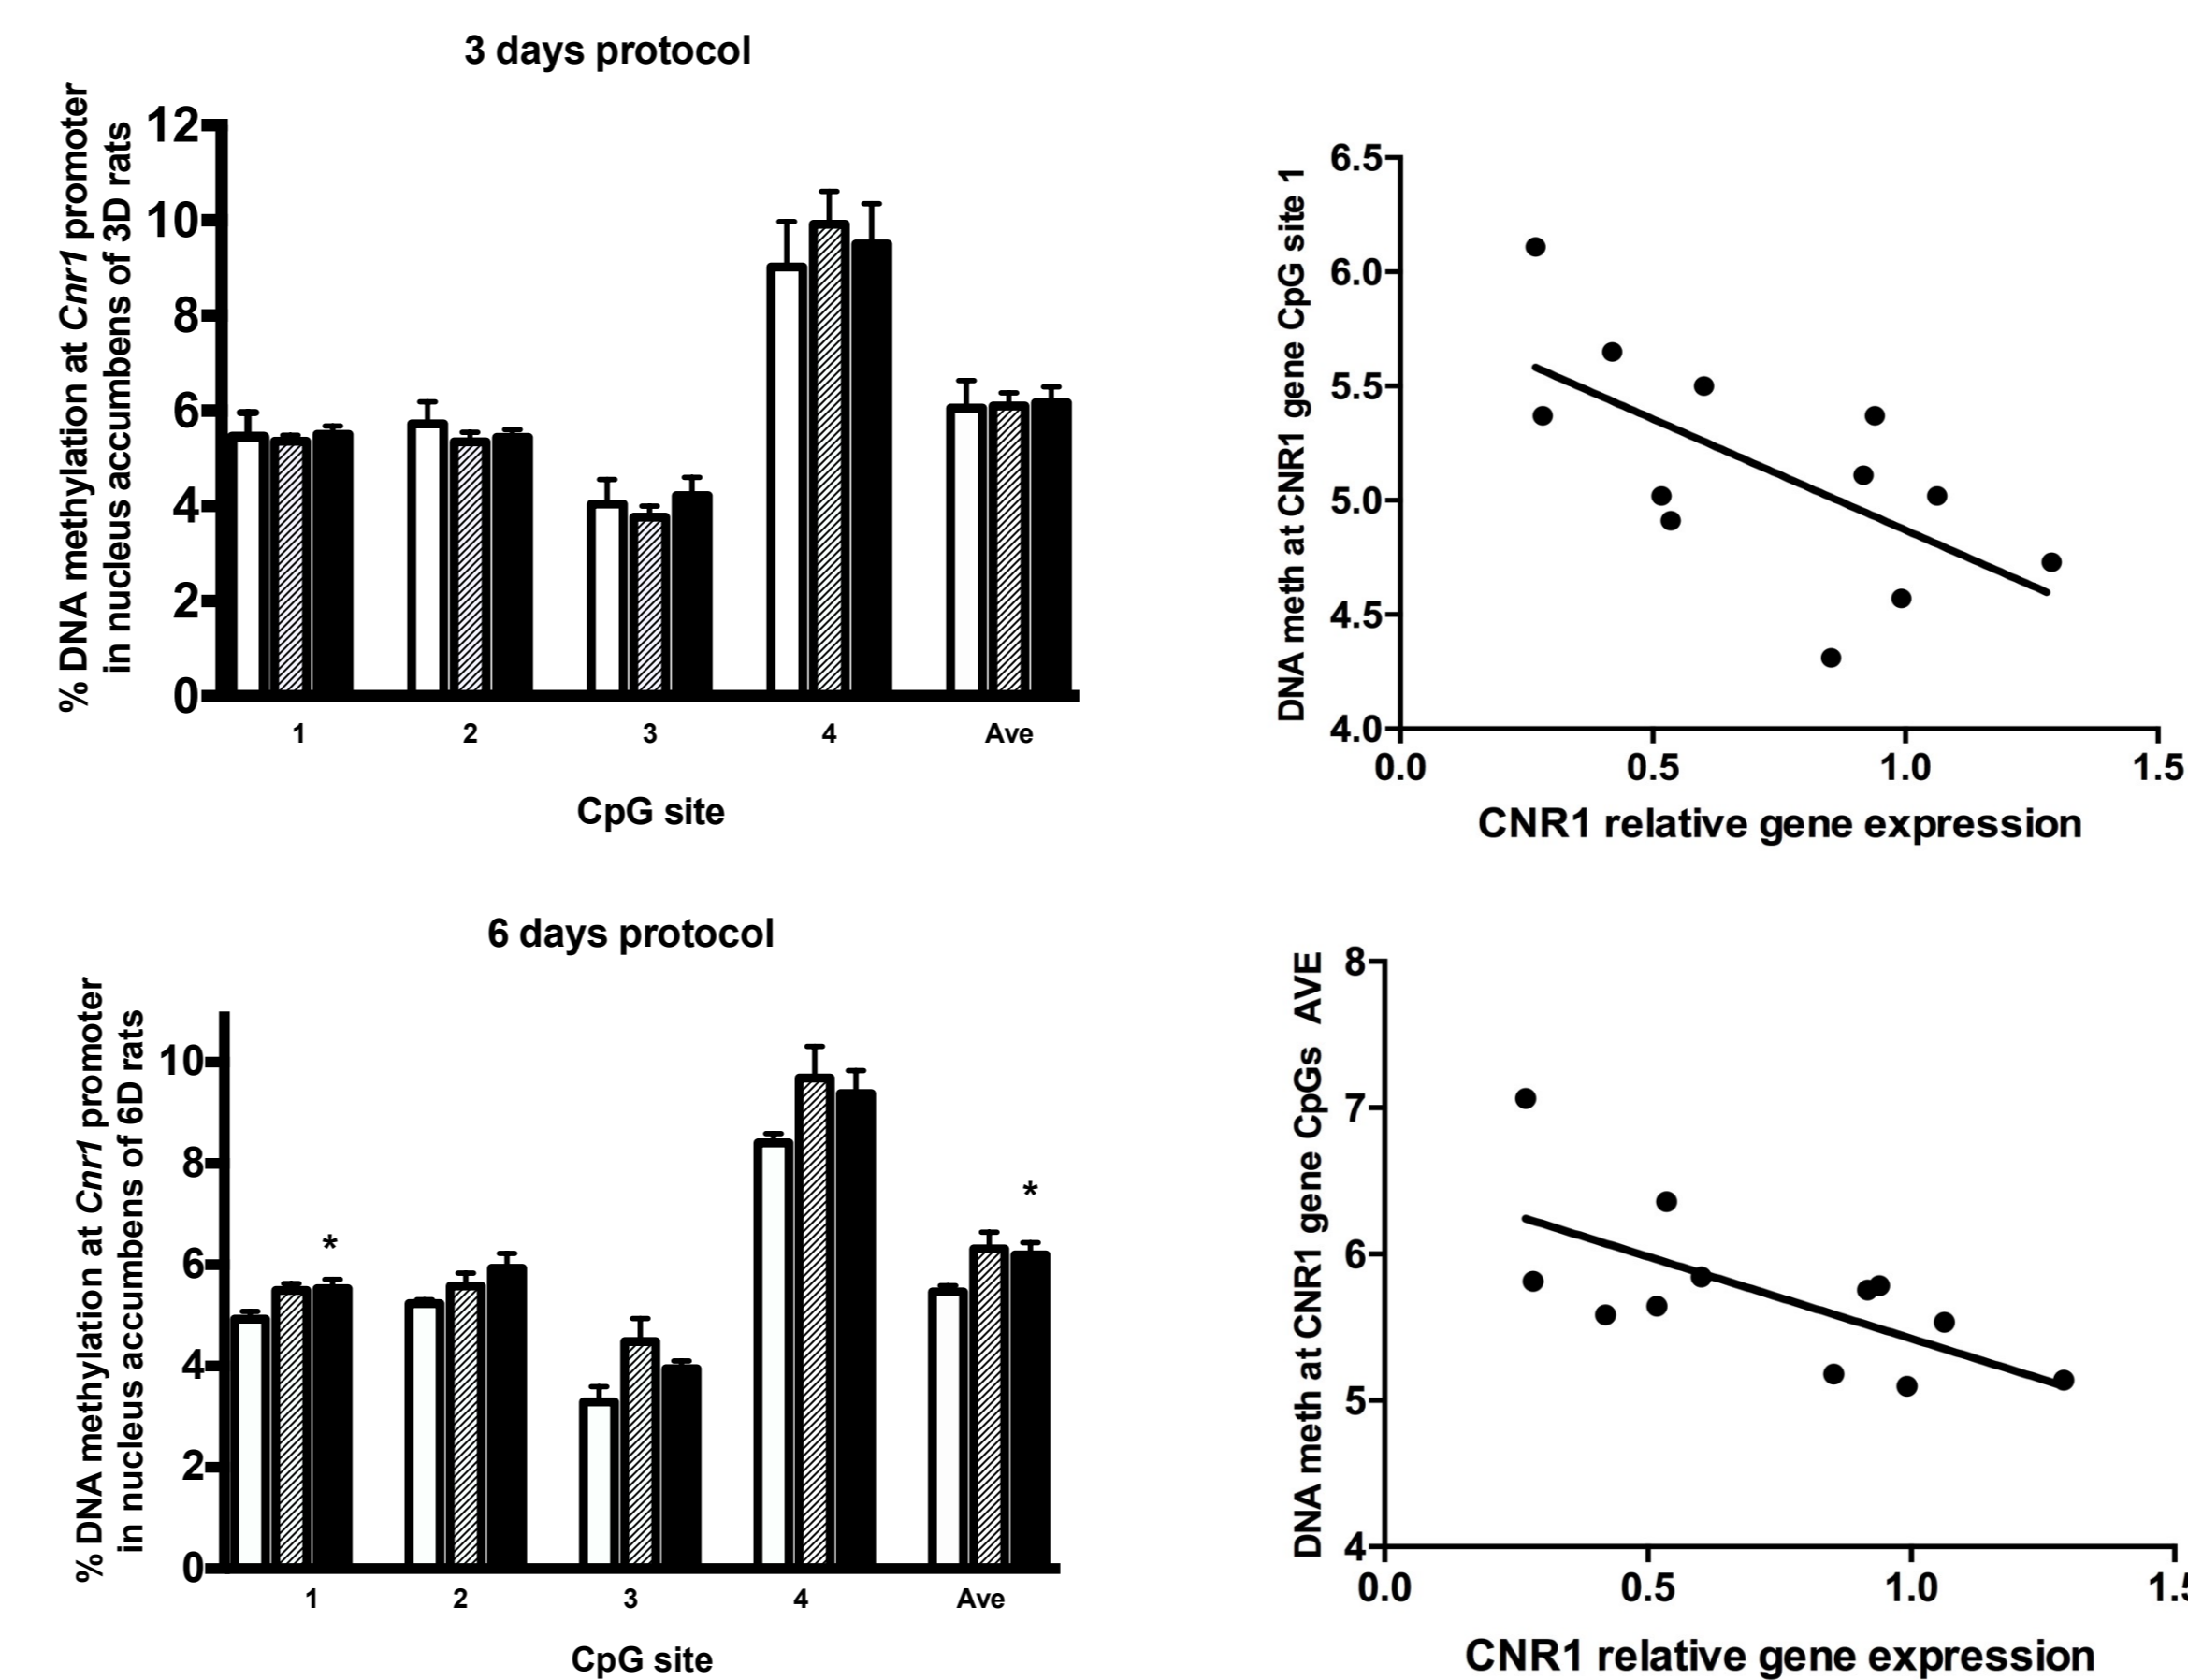 3 days protocol
% DNA methylation at Cnr1 promoter
in nucleus accumbens of 3D rats
12
10
8
6
4
2
0
1 2 3 4 Ave
CpG site
DNA meth at CNR1 gene CpG site 1
6.5
6.0
5.5
5.0
4.5
4.0
0.0 0.5 1.0 1.5
CNR1 relative gene expression
6 days protocol
% DNA methylation at Cnr1 promoter
in nucleus accumbens of 6D rats
10
8
6
4
2
0
*
*
1 2 3 4 Ave
CpG site
DNA meth at CNR1 gene CpGs AVE
8
7
6
5
4
0.0 0.5 1.0 1.5
CNR1 relative gene expression